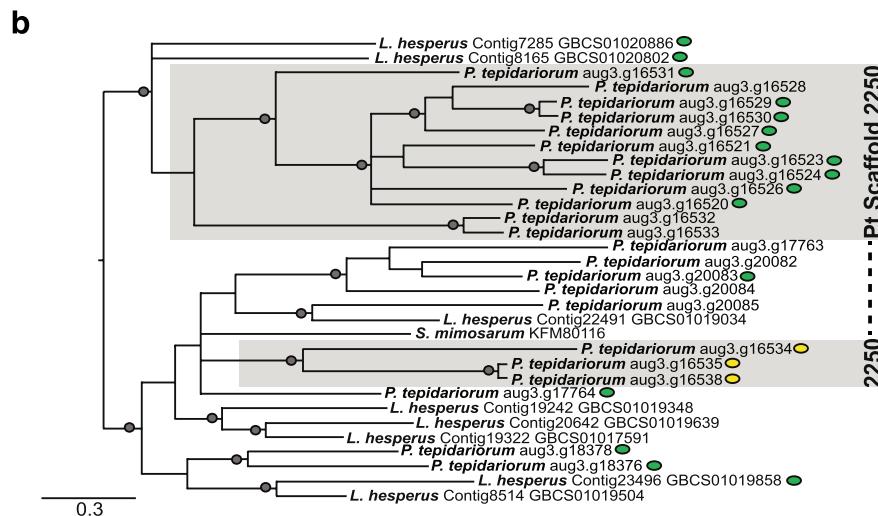 b
L. hesperus Contig7285 GBCS01020886
L. hesperus Contig8165 GBCS01020802
P. tepidariorum aug3.g16531
P. tepidariorum aug3.g16528
P. tepidariorum aug3.g16529
P. tepidariorum aug3.g16530
P. tepidariorum aug3.g16527
P. tepidariorum aug3.g16521
P. tepidariorum aug3.g16523
P. tepidariorum aug3.g16524
P. tepidariorum aug3.g16526
P. tepidariorum aug3.g16520
P. tepidariorum aug3.g16532
P. tepidariorum aug3.g16533
P. tepidariorum aug3.g17763
P. tepidariorum aug3.g20082
P. tepidariorum aug3.g20083
P. tepidariorum aug3.g20084
P. tepidariorum aug3.g20085
L. hesperus Contig22491 GBCS01019034
S. mimosarum KFM80116
P. tepidariorum aug3.g16534
P. tepidariorum aug3.g16535
P. tepidariorum aug3.g16538
P. tepidariorum aug3.g17764
L. hesperus Contig19242 GBCS01019348
L. hesperus Contig20642 GBCS01019639
L. hesperus Contig19322 GBCS01017591
P. tepidariorum aug3.g18378
P. tepidariorum aug3.g18376
L. hesperus Contig23496 GBCS01019858
L. hesperus Contig8514 GBCS01019504
0.3
Pt Scaffold 2250
2250